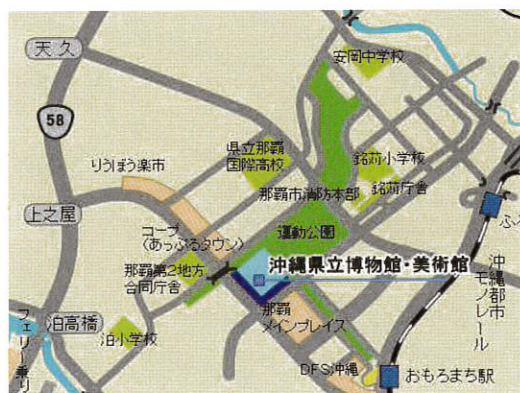 天久
安岡中学校
58
県立那覇
国際高校
りうぼう楽市
銘苅小学校
那覇市消防本部
銘苅庁舎
上之屋
コープ
(あっぷるタウン)
運動公園
ふ
沖縄県立博物館・美術館
那覇第2地方
合同庁舎
沖縄都市
モノレール
泊高橋
那覇
メインプレイス
泊小学校
フェリー乗り
DFS沖縄
おもろまち駅